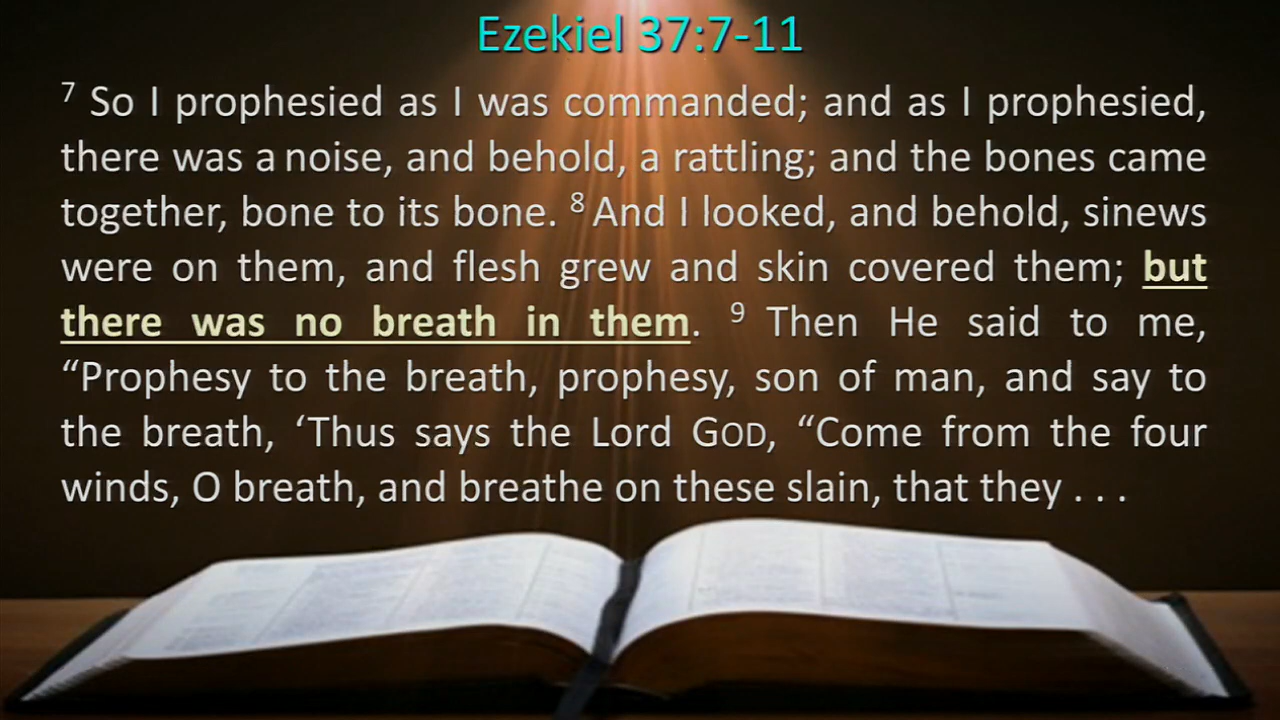 Ezekiel 37:7-11
7 So I prophesied as I was commanded; and as I prophesied,
there was a noise, and behold, a rattling; and the bones came
together, bone to its bone. 8 And I looked, and behold, sinews
were on them, and flesh grew and skin covered them; but
there was no breath in them. 9 Then He said to me,
“Prophesy to the breath, prophesy, son of man, and say to
the breath, ‘Thus says the Lord GOD, “Come from the four
winds, O breath, and breathe on these slain, that they . . .